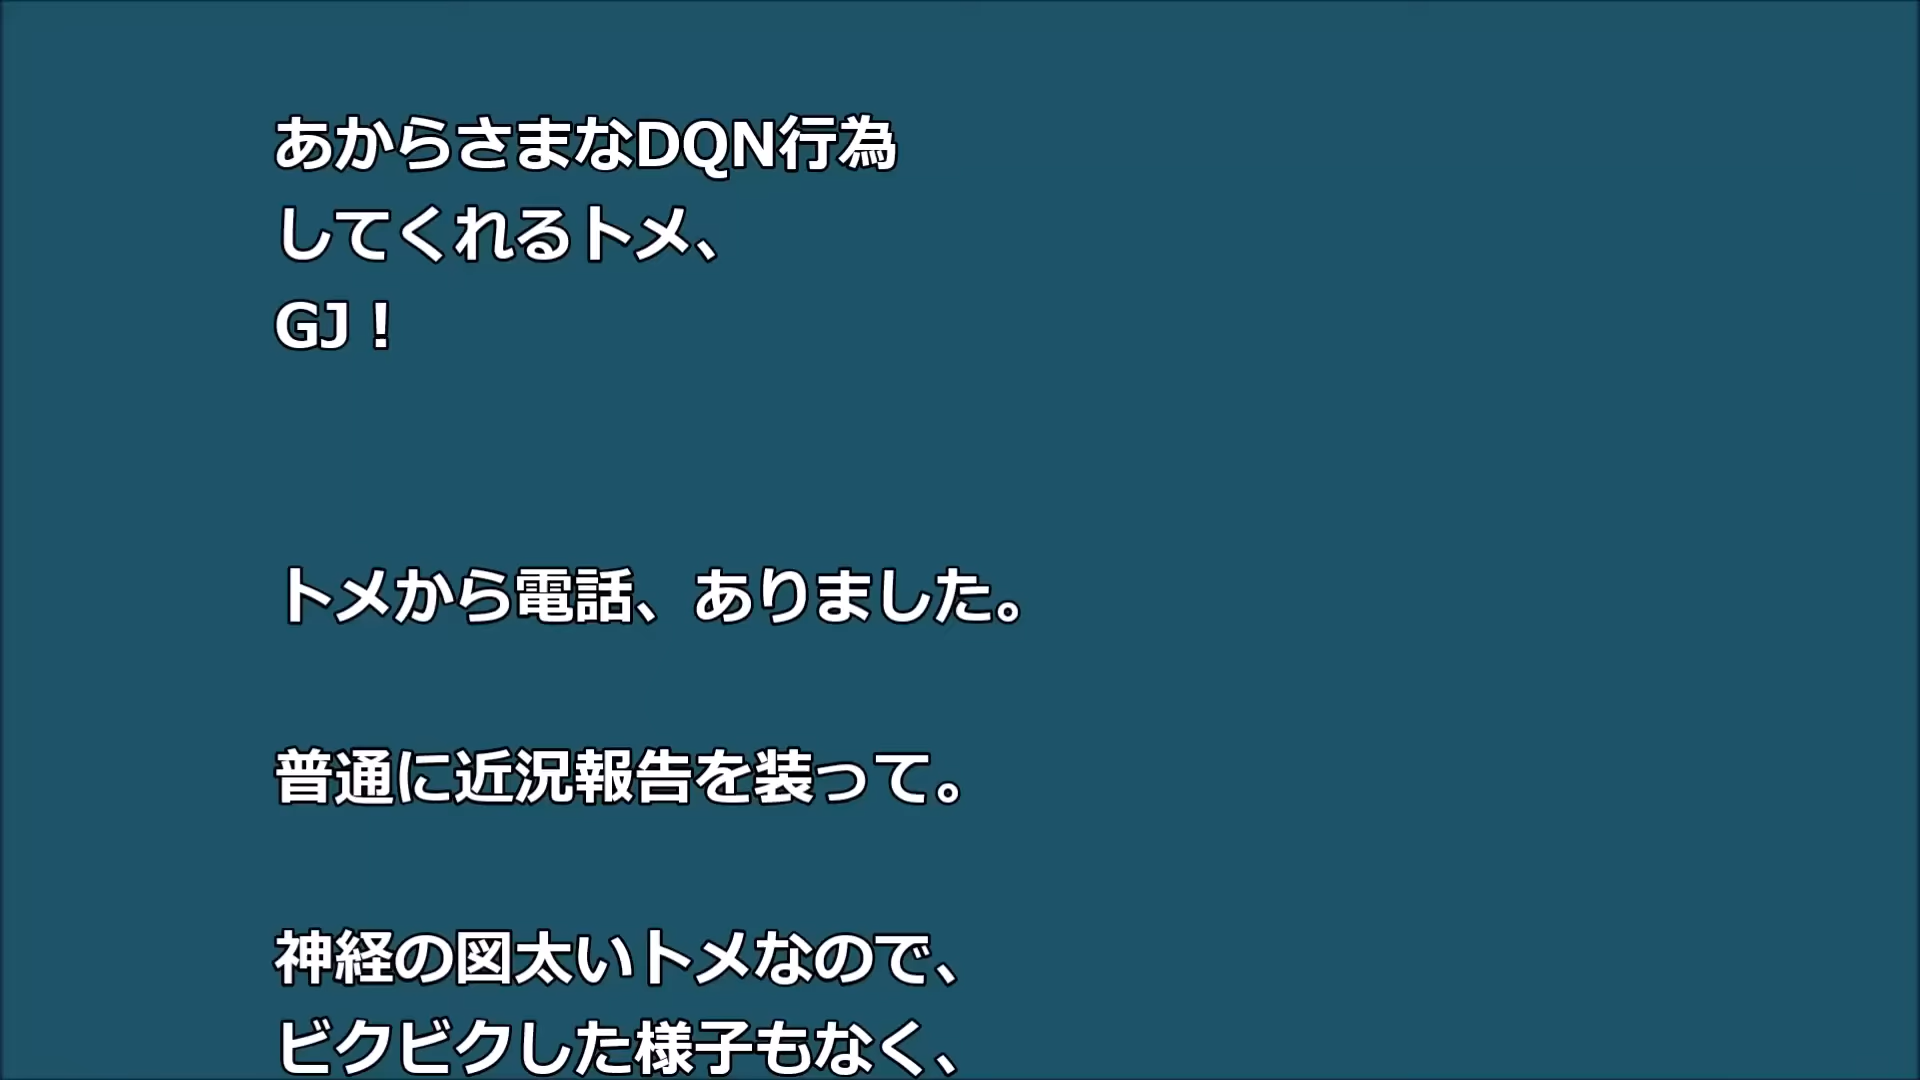 あからさまなDQN行為
してくれるトメ、
GJ！
トメから電話、ありました。
普通に近況報告を装って。
神経の図太いトメなので、
ビクビクした様子もなく、